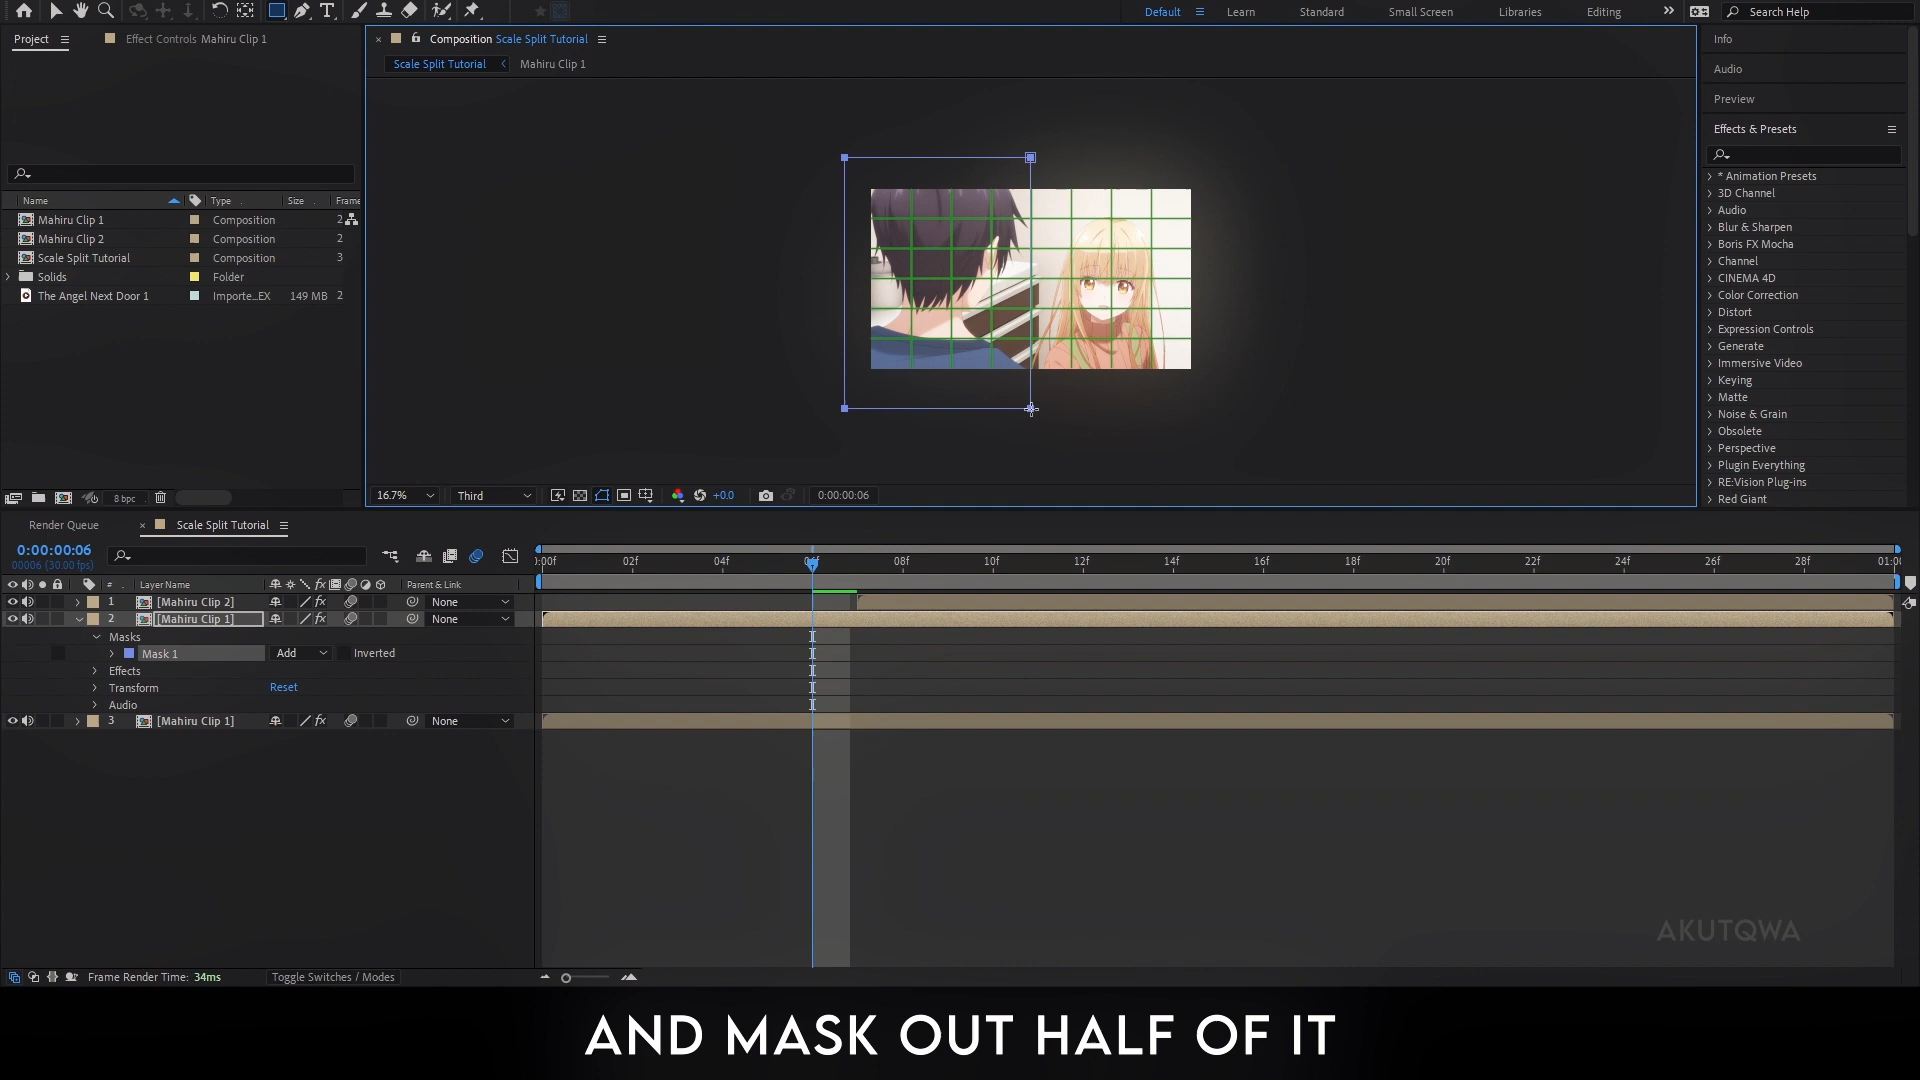 Default
Learn
Standard
Small Screen
Libraries
Editing
Search Help
Project
Effect Controls Mahiru Clip 1
Composition Scale Split Tutorial
Scale Split Tutorial
Mahiru Clip 1
Name
Type
Size
Frame
Mahiru Clip 1 Composition 2
Mahiru Clip 2 Composition 2
Scale Split Tutorial Composition 3
Solids Folder
The Angel Next Door 1 Importe...EX 149 MB 2
8 bpc
16.7%
Third
+0.0
0:00:00:06
Info
Audio
Preview
Effects & Presets
* Animation Presets
3D Channel
Audio
Blur & Sharpen
Boris FX Mocha
Channel
CINEMA 4D
Color Correction
Distort
Expression Controls
Generate
Immersive Video
Keying
Matte
Noise & Grain
Obsolete
Perspective
Plugin Everything
RE:Vision Plug-ins
Red Giant
Render Queue
Scale Split Tutorial
0:00:00:06
00006 (30.00 fps)
:00f 02f 04f 06f 08f 10f 12f 14f 16f 18f 20f 22f 24f 26f 28f 01:00
# Layer Name
Parent & Link
1 [Mahiru Clip 2] None
2 [Mahiru Clip 1] None
Masks
Mask 1 Add Inverted
Effects
Transform Reset
Audio
3 [Mahiru Clip 1] None
AKUTQWA
Frame Render Time: 34ms
Toggle Switches / Modes
AND MASK OUT HALF OF IT